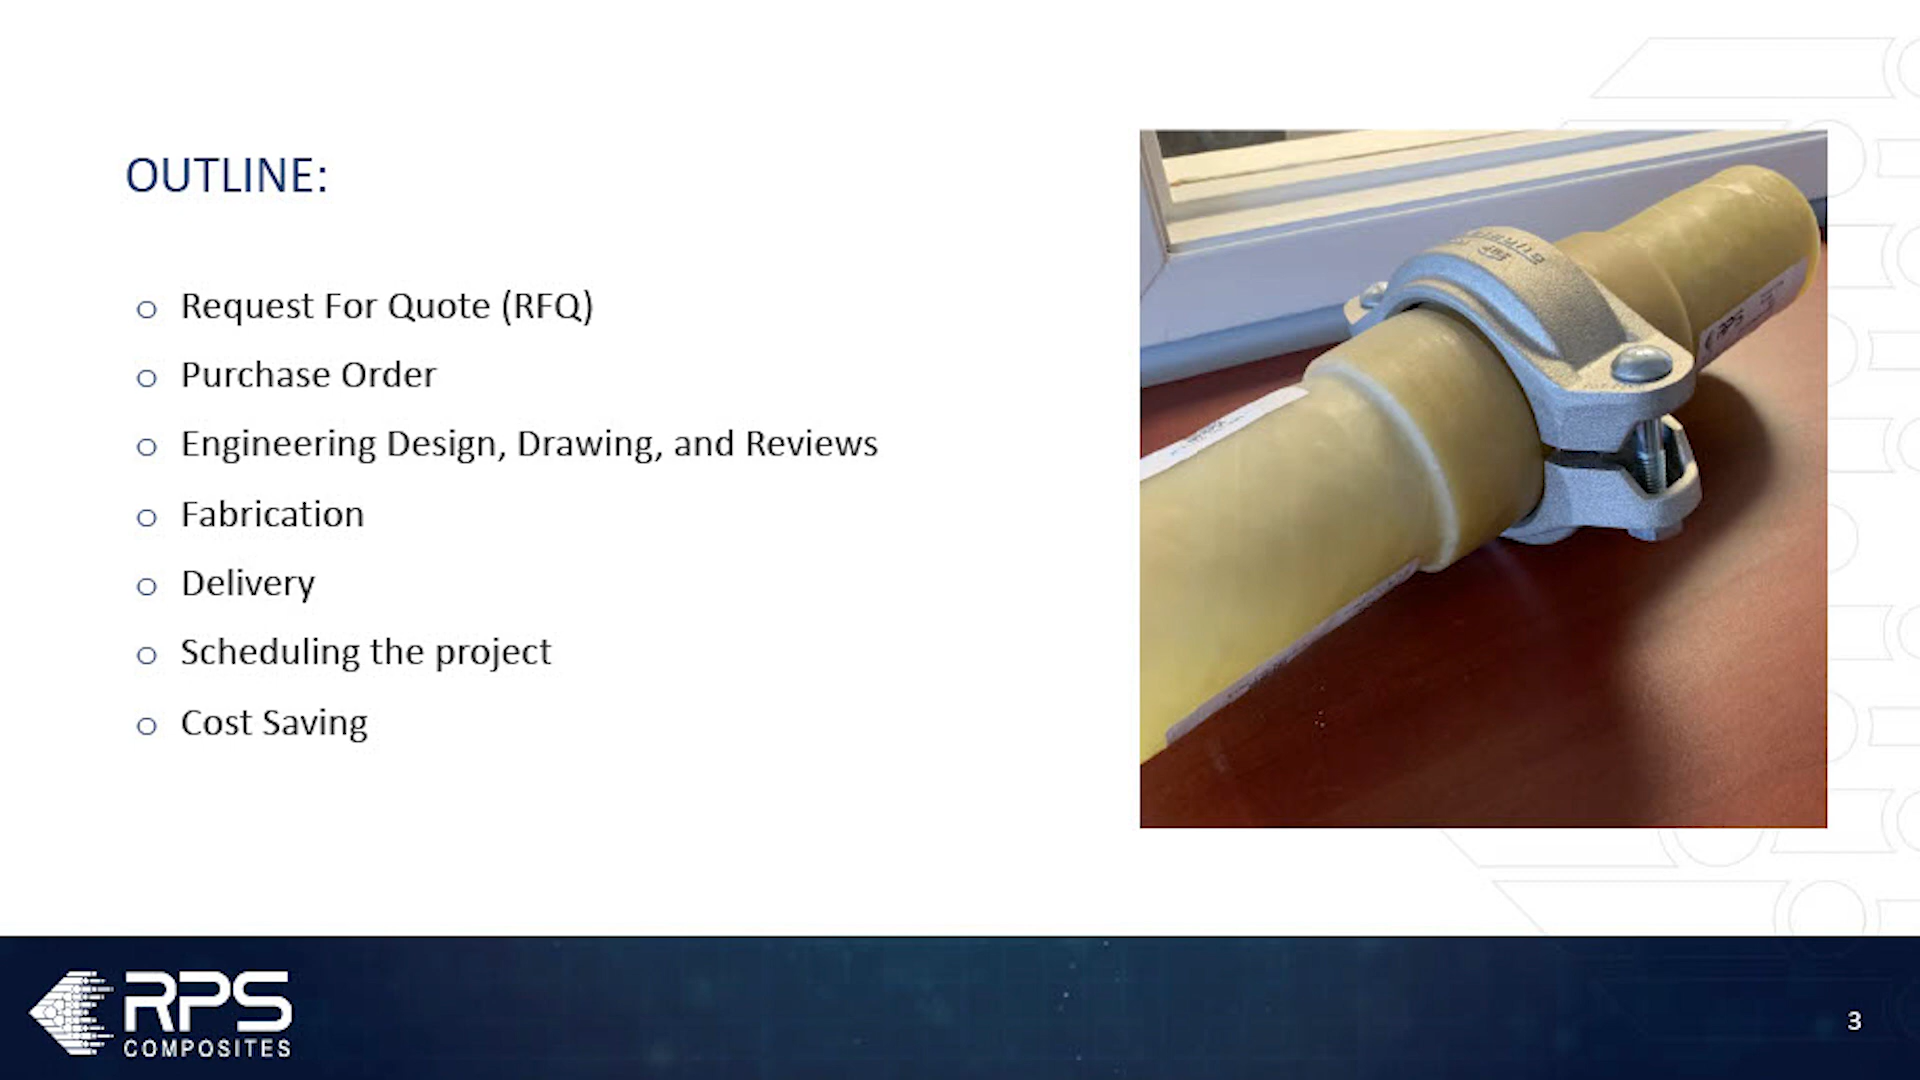 OUTLINE:
Request For Quote (RFQ)
Purchase Order
Engineering Design, Drawing, and Reviews
Fabrication
Delivery
Scheduling the project
Cost Saving
RPS
RPS
COMPOSITES
3